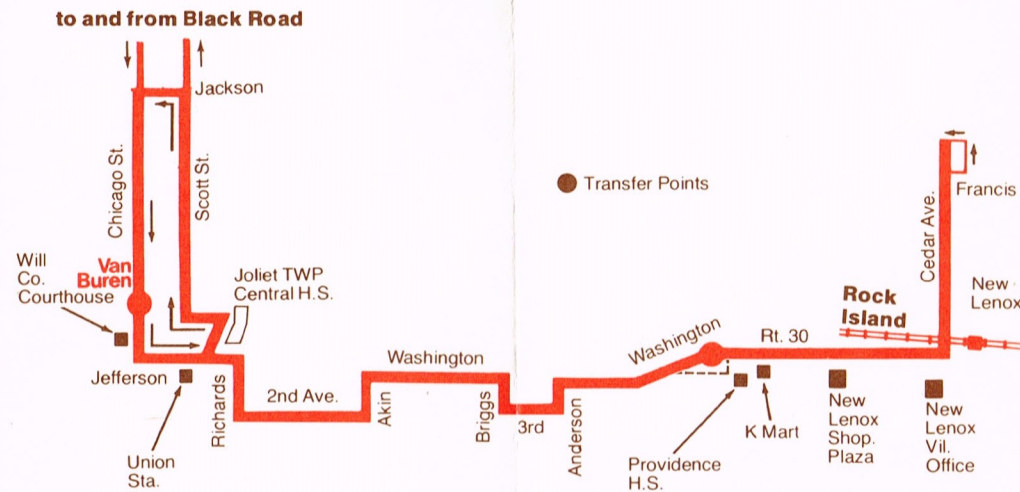 to and from Black Road
Jackson
Chicago St.
Scott St.
Transfer Points
Francis
Cedar Ave.
Will
Co.
Courthouse
Van
Buren
Joliet TWP
Central H.S.
New
Lenox
Rock
Island
Washington
Rt. 30
Jefferson
Washington
Richards
2nd Ave.
Akin
Briggs
3rd
Anderson
K Mart
New
Lenox
Shop.
Plaza
New
Lenox
Vil.
Office
Union
Sta.
Providence
H.S.